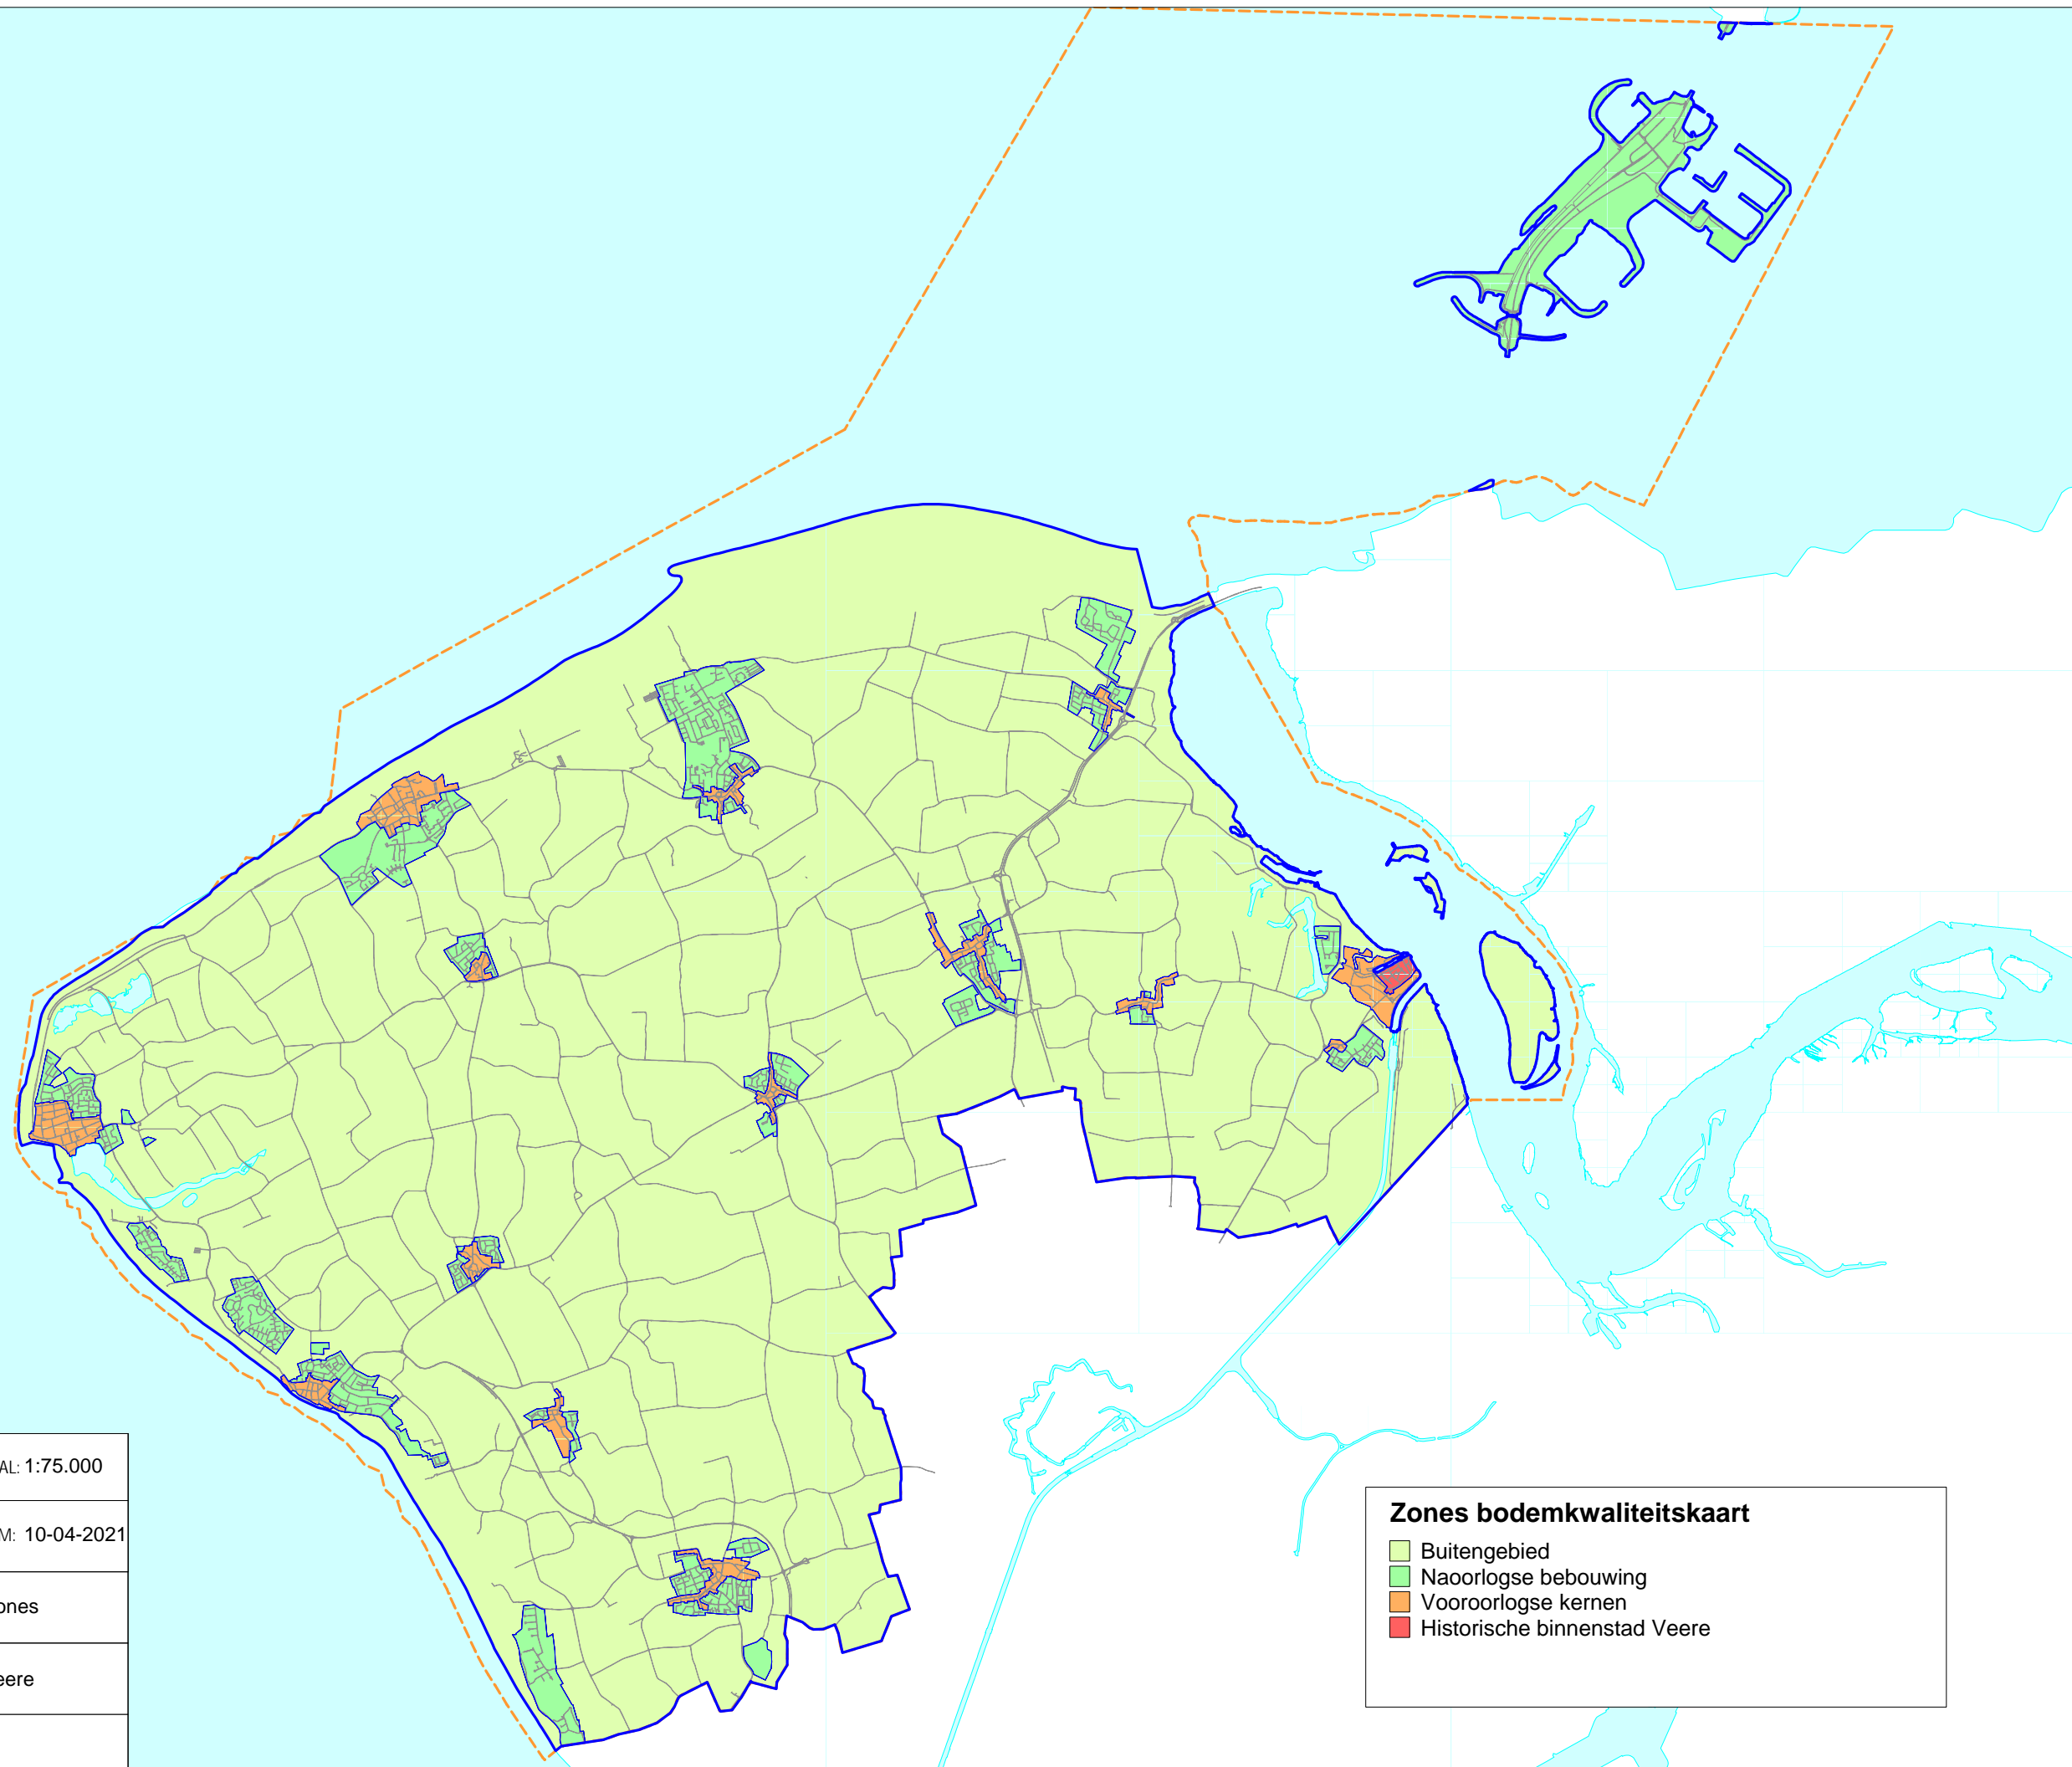 AL: 1:75.000
M: 10-04-2021
ones
eere
Zones bodemkwaliteitskaart
Buitengebied
Naoorlogse bebouwing
Vooroorlogse kernen
Historische binnenstad Veere